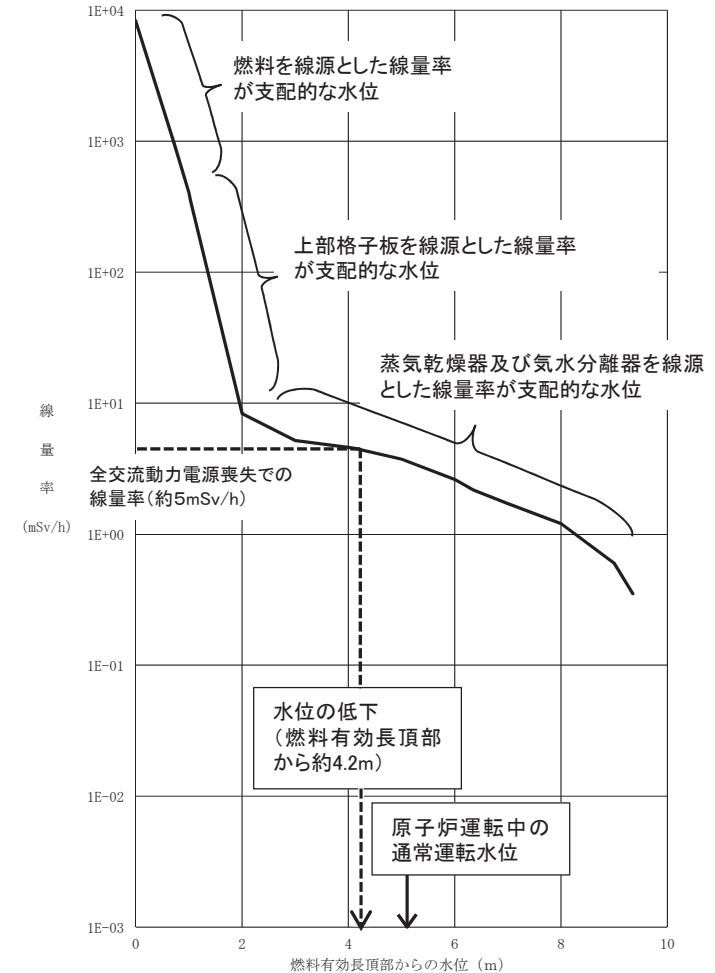 1E+04
燃料を線源とした線量率
が支配的な水位
1E+03
上部格子板を線源とした線量率
が支配的な水位
1E+02
蒸気乾燥器及び気水分離器を線源
とした線量率が支配的な水位
1E+01
線
量
率
(mSv/h)
全交流動力電源喪失での
線量率(約5mSv/h)
1E+00
1E-01
水位の低下
(燃料有効長頂部
から約4.2m)
1E-02
原子炉運転中の
通常運転水位
1E-03
0 2 4 6 8 10
燃料有効長頂部からの水位 (m)